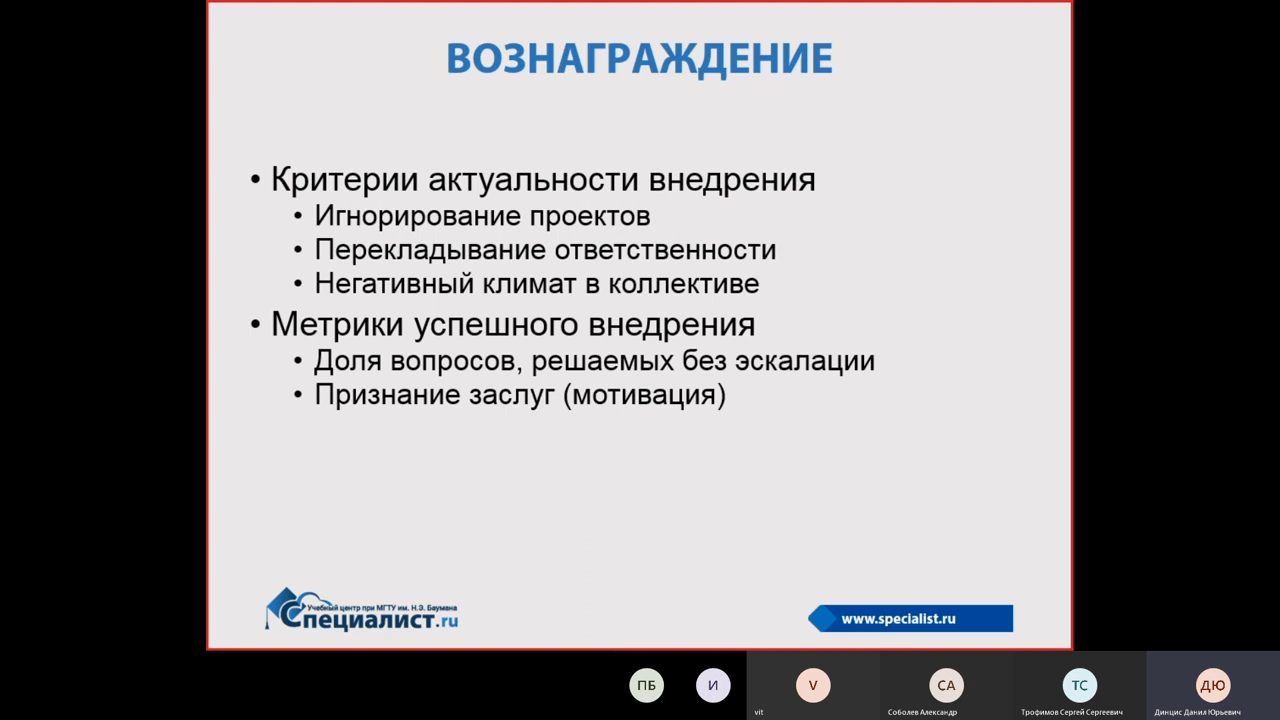 ВОЗНАГРАЖДЕНИЕ
• Критерии актуальности внедрения
• Игнорирование проектов
• Перекладывание ответственности
• Негативный климат в коллективе
• Метрики успешного внедрения
• Доля вопросов, решаемых без эскалации
• Признание заслуг (мотивация)
Учебный центр при МГТУ им. Н.Э. Баумана
Специалист.ru
www.specialist.ru
ПБ
И
V
СА
ТС
ДЮ
vit
Соболев Александр
Трофимов Сергей Сергеевич
Динцис Данил Юрьевич